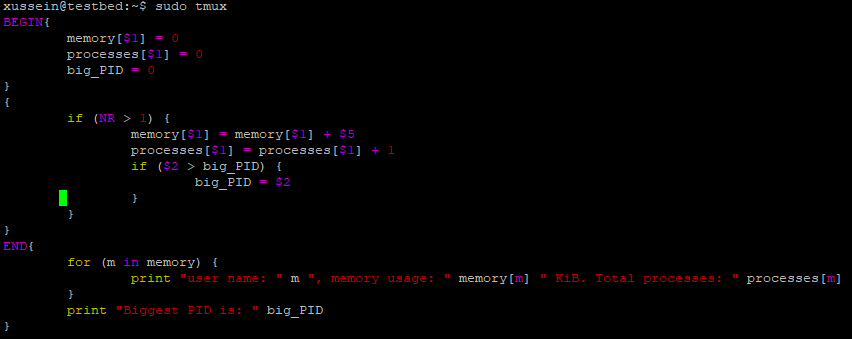 xussein@testbed:~$ sudo tmux
BEGIN{
        memory[$1] = 0
        processes[$1] = 0
        big_PID = 0
}
{
        if (NR > 1) {
                memory[$1] = memory[$1] + $5
                processes[$1] = processes[$1] + 1
                if ($2 > big_PID) {
                        big_PID = $2
                }
        }
}
END{
        for (m in memory) {
                print "user name: " m ", memory usage: " memory[m] " KiB. Total processes: " processes[m]
        }
        print "Biggest PID is: " big_PID
}